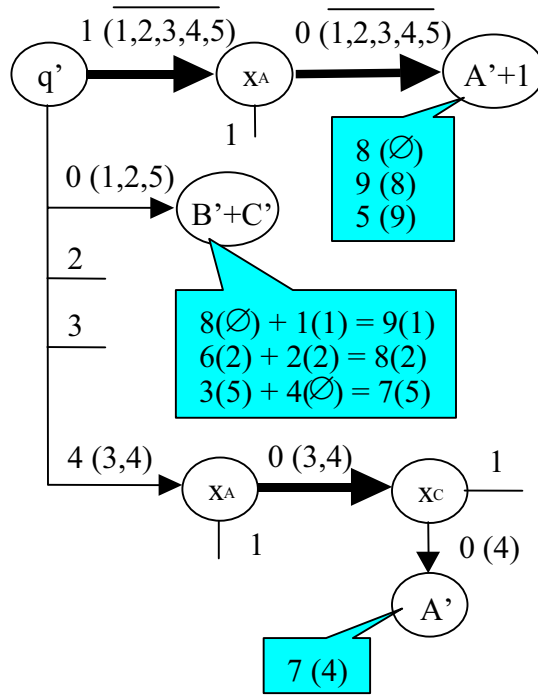 1 (1,2,3,4,5) 0 (1,2,3,4,5)
q' xA A'+1
1
8 (∅)
9 (8)
5 (9)
0 (1,2,5)
B'+C'
2
3
8(∅) + 1(1) = 9(1)
6(2) + 2(2) = 8(2)
3(5) + 4(∅) = 7(5)
4 (3,4) 0 (3,4) 1
xA xC
1 0 (4)
A'
7 (4)